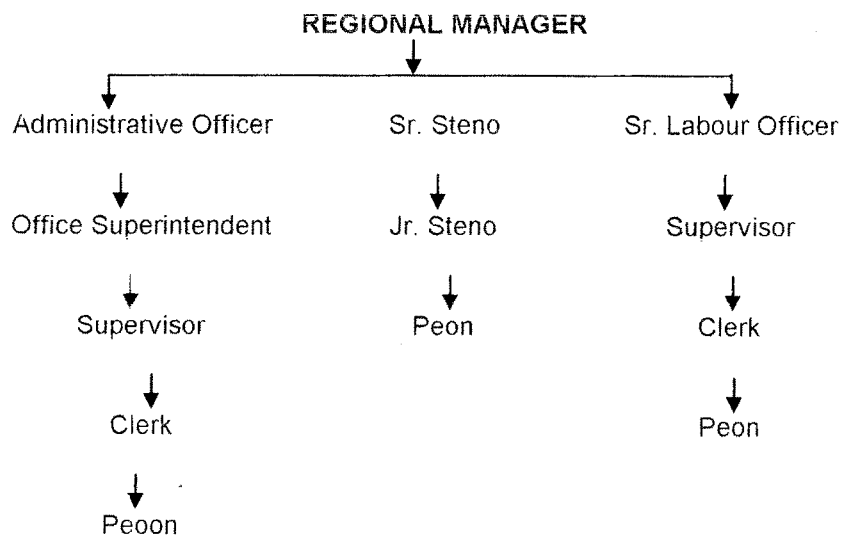 REGIONAL MANAGER
Administrative Officer
Sr. Steno
Sr. Labour Officer
Office Superintendent
Jr. Steno
Supervisor
Supervisor
Peon
Clerk
Clerk
Peon
Peoon